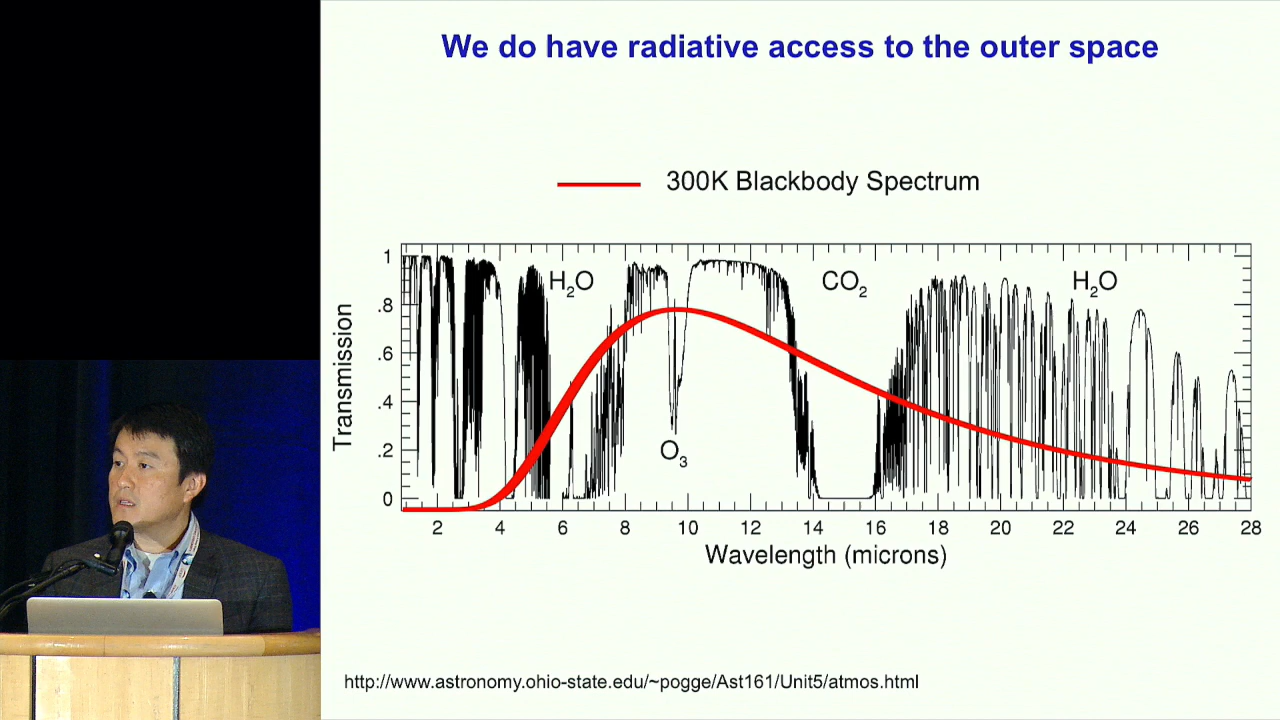 We do have radiative access to the outer space
300K Blackbody Spectrum
1
.8
.6
.4
.2
0
Transmission
H2O
CO2
H2O
O3
2 4 6 8 10 12 14 16 18 20 22 24 26 28
Wavelength (microns)
http://www.astronomy.ohio-state.edu/~pogge/Ast161/Unit5/atmos.html